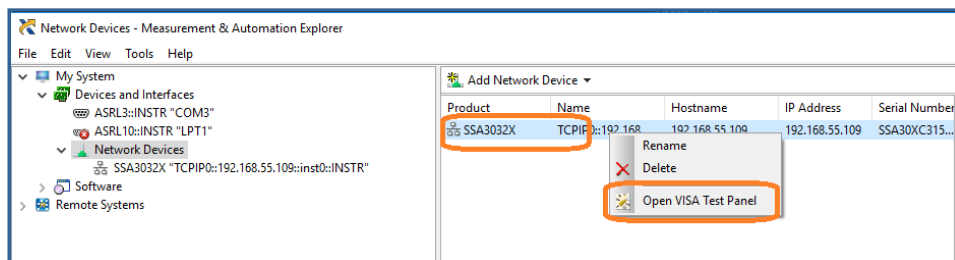 Network Devices - Measurement & Automation Explorer
File Edit View Tools Help
My System
Devices and Interfaces
ASRL3::INSTR "COM3"
ASRL10::INSTR "LPT1"
Network Devices
SSA3032X "TCPIP0::192.168.55.109::inst0::INSTR"
Software
Remote Systems
Add Network Device
Product Name Hostname IP Address Serial Number
SSA3032X TCPIP0::192.168 192.168.55.109 192.168.55.109 SSA30XC315...
Rename
Delete
Open VISA Test Panel